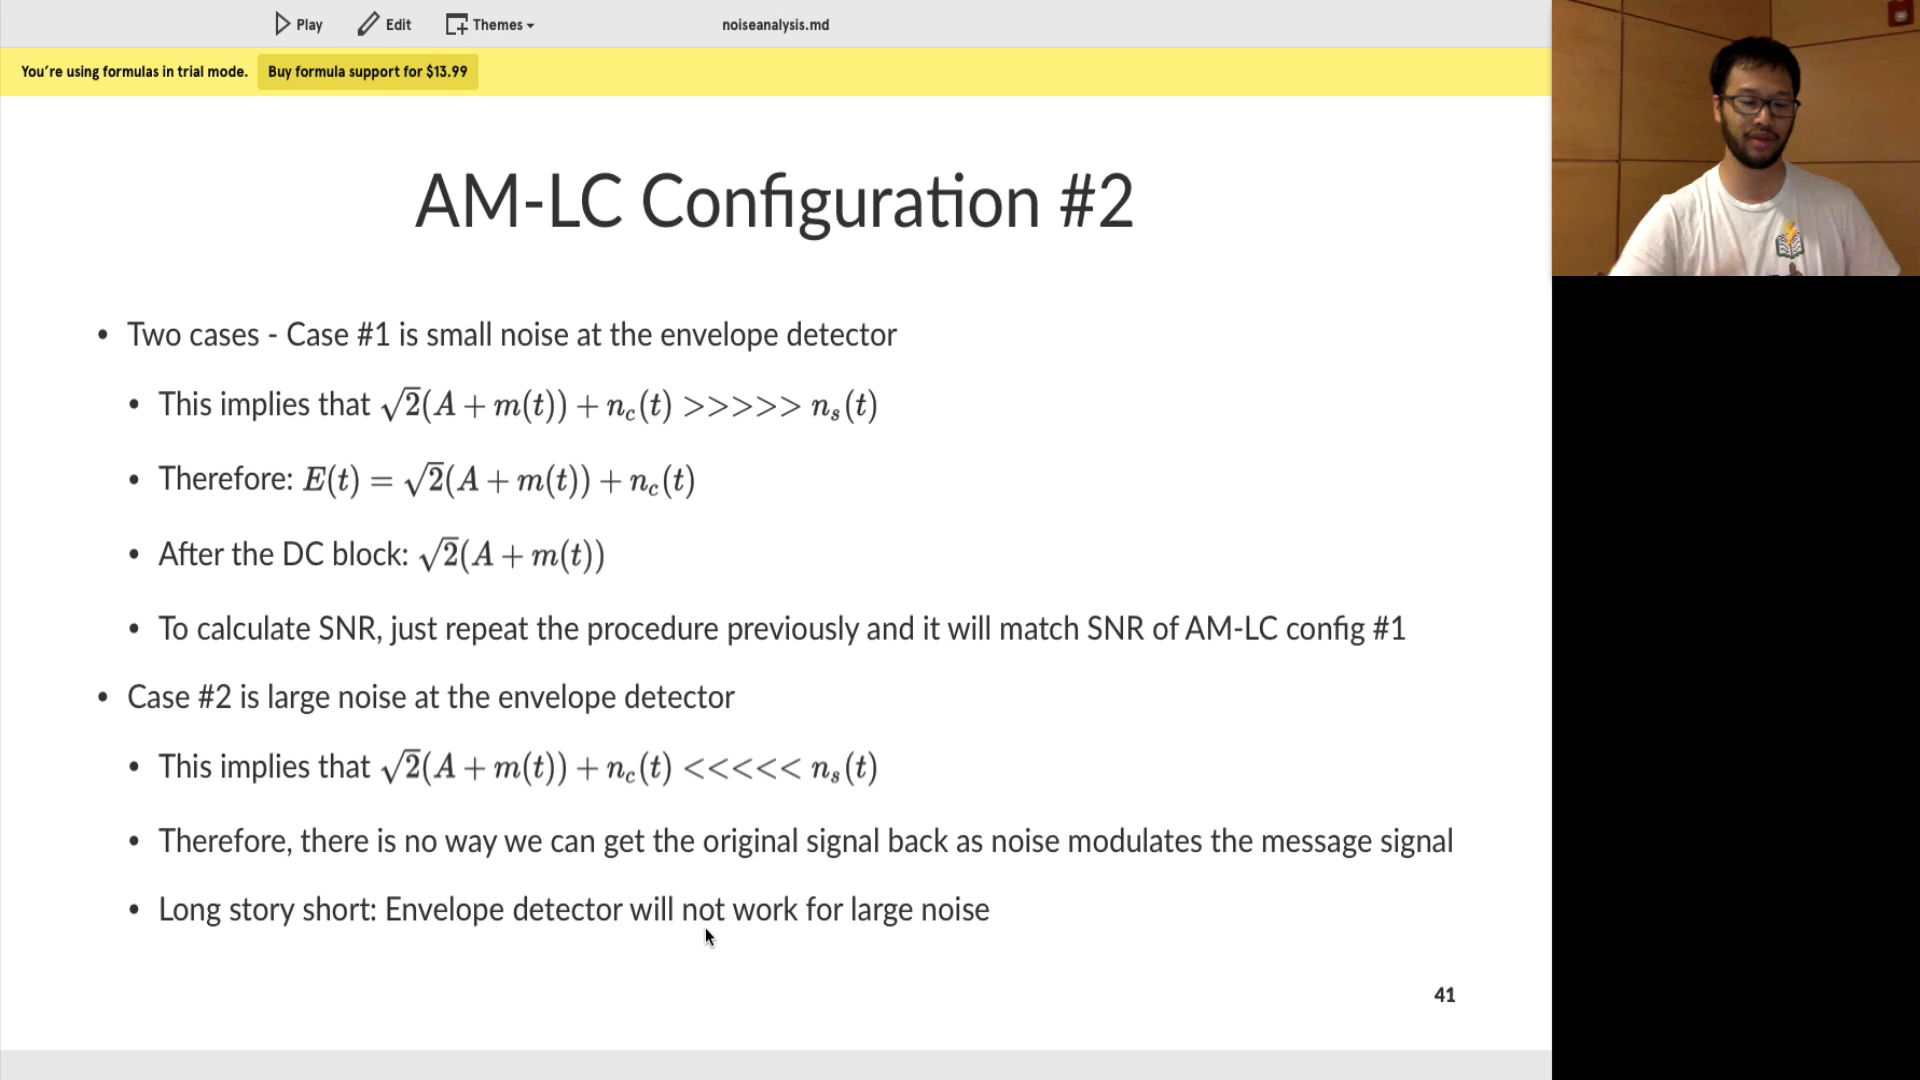 Play Edit Themes noiseanalysis.md
You're using formulas in trial mode. Buy formula support for $13.99
AM-LC Configuration #2
• Two cases - Case #1 is small noise at the envelope detector
• This implies that √2(A + m(t)) + n_c(t) >>>>> n_s(t)
• Therefore: E(t) = √2(A + m(t)) + n_c(t)
• After the DC block: √2(A + m(t))
• To calculate SNR, just repeat the procedure previously and it will match SNR of AM-LC config #1
• Case #2 is large noise at the envelope detector
• This implies that √2(A + m(t)) + n_c(t) <<<<< n_s(t)
• Therefore, there is no way we can get the original signal back as noise modulates the message signal
• Long story short: Envelope detector will not work for large noise
41